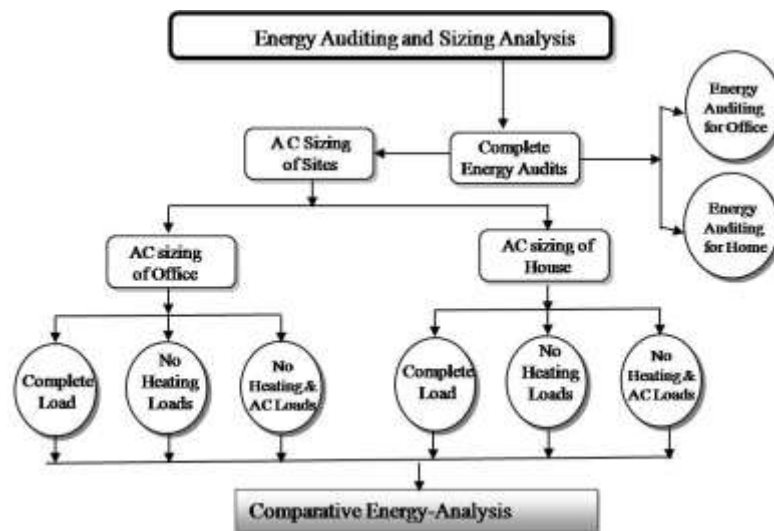 Energy Auditing and Sizing Analysis
Energy
Auditing
for Office
A C Sizing
of Sites
Complete
Energy Audits
Energy
Auditing
for Home
AC sizing
of Office
AC sizing of
House
Complete
Load
No
Heating
Loads
No
Heating &
AC Loads
Complete
Load
No
Heating
Loads
No
Heating &
AC Loads
Comparative Energy-Analysis